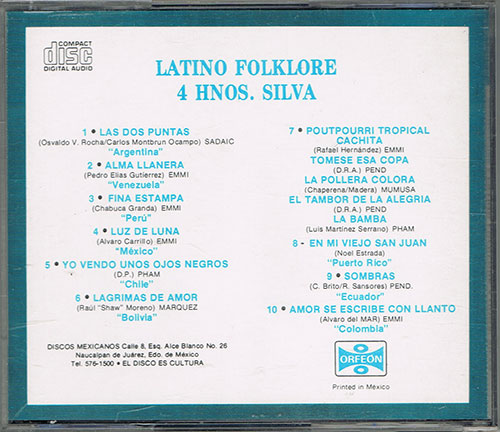 COMPACT
disc
DIGITAL AUDIO
LATINO FOLKLORE
4 HNOS. SILVA
1 • LAS DOS PUNTAS
(Osvaldo V. Rocha/Carlos Montbrun Ocampo) SADAIC
"Argentina"
2 • ALMA LLANERA
(Pedro Elias Gutierrez) EMMI
"Venezuela"
3 • FINA ESTAMPA
(Chabuca Granda) EMMI
"Perú"
4 • LUZ DE LUNA
(Alvaro Carrillo) EMMI
"México"
5 • YO VENDO UNOS OJOS NEGROS
(D.P.) PHAM
"Chile"
6 • LAGRIMAS DE AMOR
(Raúl "Shaw" Moreno) MARQUEZ
"Bolivia"
7 • POUTPOURRI TROPICAL
CACHITA
(Rafael Hernández) EMMI
TOMESE ESA COPA
(D.R.A.) PEND
LA POLLERA COLORA
(Chaperena/Madera) MUMUSA
EL TAMBOR DE LA ALEGRIA
(D.R.A.) PEND
LA BAMBA
(Luis Martínez Serrano) PHAM
8 - EN MI VIEJO SAN JUAN
(Noel Estrada)
"Puerto Rico"
9 • SOMBRAS
(C. Brito/R. Sansores) PEND.
"Ecuador"
10 • AMOR SE ESCRIBE CON LLANTO
(Alvaro del MAR) EMMI
"Colombia"
DISCOS MEXICANOS Calle 8, Esq. Alce Blanco No. 26
Naucalpan de Juárez, Edo. de México
Tel. 576-1500 • EL DISCO ES CULTURA
ORFEON
Printed in México